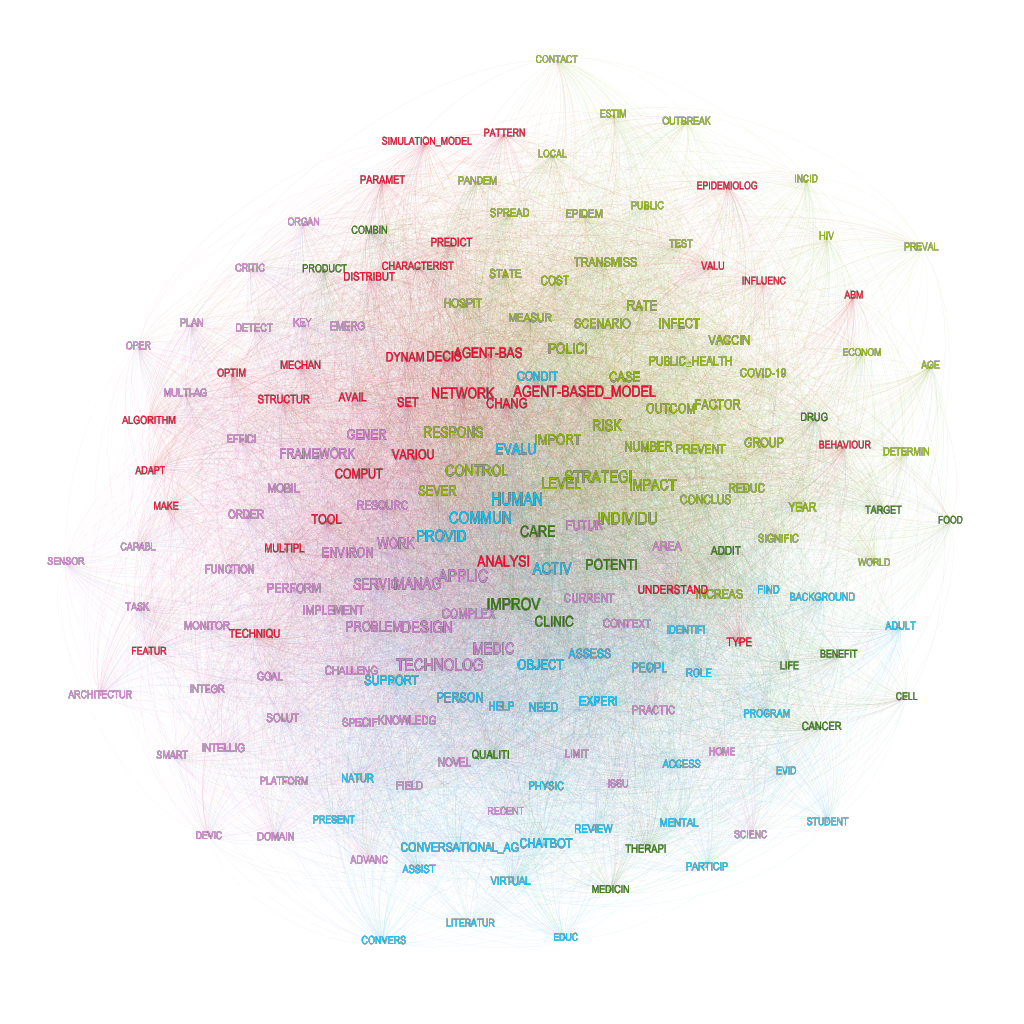 CONTACT
ESTIM
OUTBREAK
PATTERN
SIMULATION_MODEL
LOCAL
PARAMET
PANDEM
EPIDEMIOLOG
INCID
PUBLIC
SPREAD
EPIDEM
ORGAN
COMBIN
HIV
PREDICT
TEST
PREVAL
CRITIC
PRODUCT
CHARACTERIST
TRANSMISS
VALU
DISTRIBUT
STATE
COST
INFLUENC
ABM
HOSPIT
RATE
MEASUR
PLAN
DETECT
KEY
EMERG
SCENARIO
INFECT
VACCIN
OPER
POLICI
AGENT-BAS
ECONOM
DYNAM
DECIS
PUBLIC_HEALTH
MECHAN
AGE
OPTIM
CONDIT
CASE
COVID-19
MULTI-AG
NETWORK
AGENT-BASED_MODEL
STRUCTUR
AVAIL
SET
CHANG
OUTCOM
FACTOR
DRUG
ALGORITHM
RISK
GENER
RESPONS
EFFICI
IMPORT
GROUP
BEHAVIOUR
NUMBER
PREVENT
EVALU
DETERMIN
FRAMEWORK
VARIOU
ADAPT
CONTROL
COMPUT
STRATEGI
LEVEL
IMPACT
MOBIL
SEVER
REDUC
HUMAN
CONCLUS
MAKE
RESOURC
YEAR
TARGET
ORDER
TOOL
COMMUN
INDIVIDU
FOOD
FUTUR
CARE
PROVID
SIGNIFIC
WORK
CAPABL
MULTIPL
AREA
ADDIT
ENVIRON
SENSOR
ANALYSI
POTENTI
WORLD
FUNCTION
ACTIV
APPLIC
SERVIC
MANAG
PERFORM
UNDERSTAND
INCREAS
FIND
BACKGROUND
CURRENT
IMPROV
TASK
IMPLEMENT
COMPLEX
CLINIC
CONTEXT
MONITOR
PROBLEM
DESIGN
ADULT
IDENTIFI
TECHNIQU
TYPE
FEATUR
MEDIC
ASSESS
BENEFIT
TECHNOLOG
OBJECT
LIFE
PEOPL
ROLE
CHALLENG
GOAL
SUPPORT
INTEGR
ARCHITECTUR
PERSON
CELL
EXPERI
HELP
NEED
PRACTIC
PROGRAM
SOLUT
SPECIF
KNOWLEDG
CANCER
INTELLIG
SMART
QUALITI
LIMIT
HOME
NOVEL
ACCESS
EVID
PLATFORM
NATUR
FIELD
PHYSIC
ISSU
RECENT
PRESENT
MENTAL
STUDENT
REVIEW
DEVIC
DOMAIN
SCIENC
CONVERSATIONAL_AG
CHATBOT
THERAPI
ADVANC
ASSIST
PARTICIP
VIRTUAL
MEDICIN
LITERATUR
CONVERS
EDUC